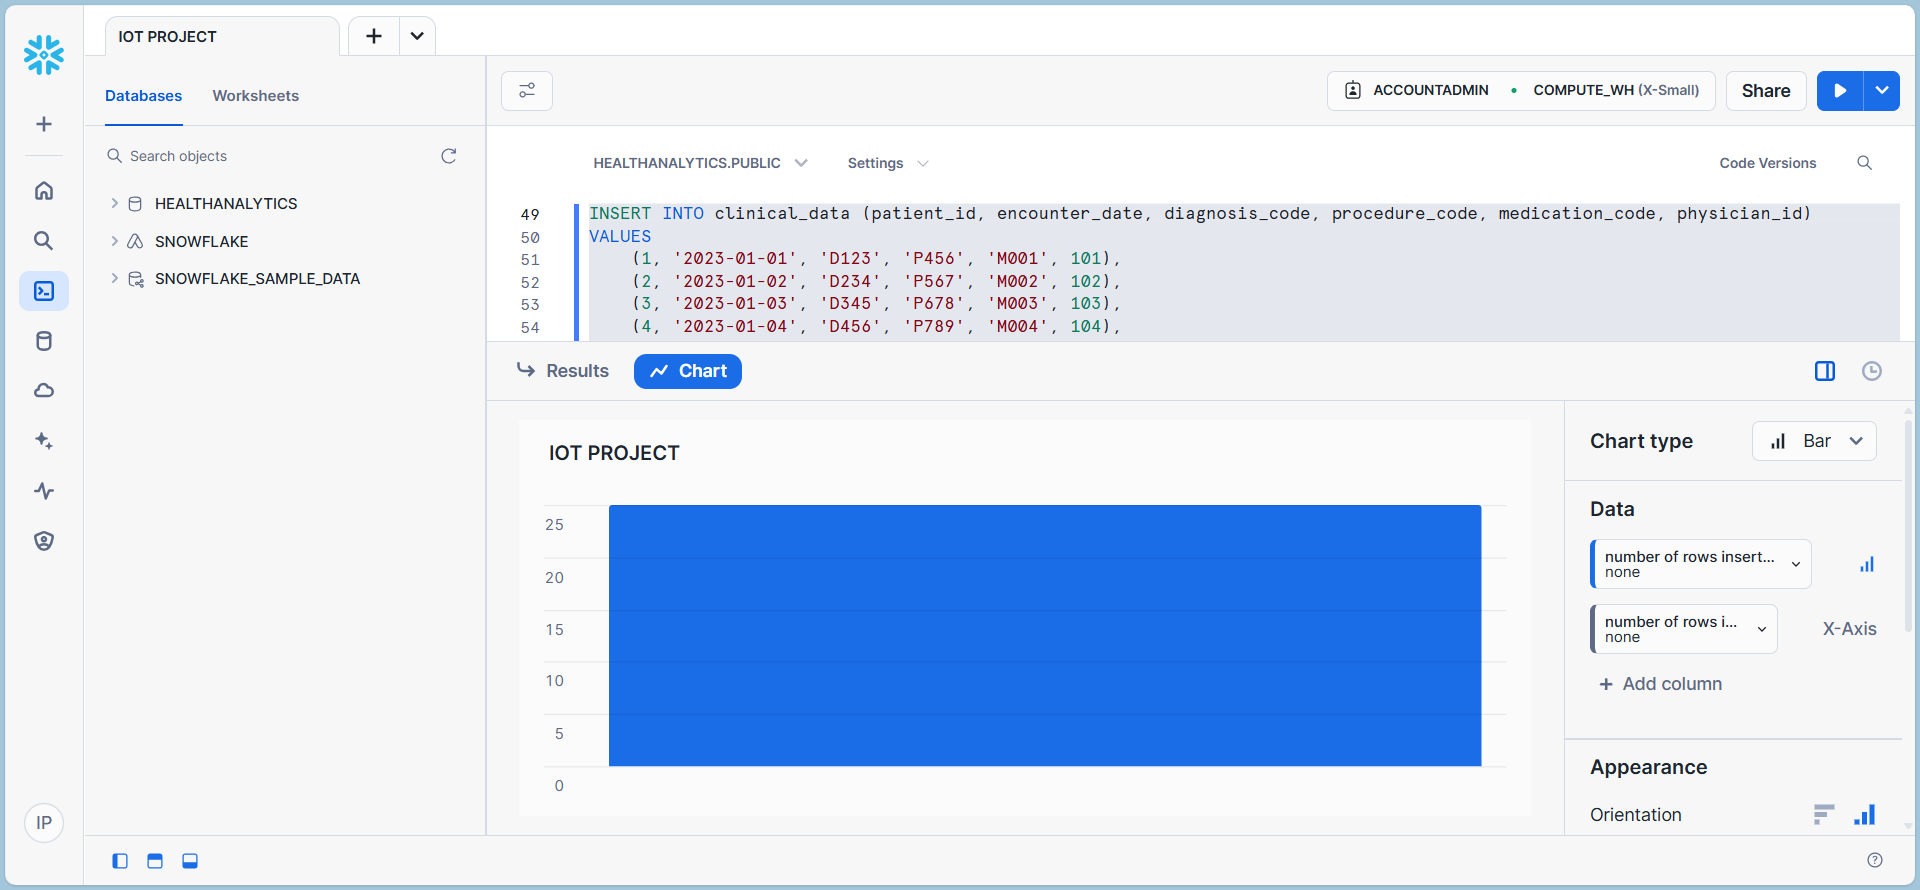 IOT PROJECT
Databases
Worksheets
ACCOUNTADMIN
COMPUTE_WH (X-Small)
Share
Search objects
HEALTHANALYTICS
SNOWFLAKE
SNOWFLAKE_SAMPLE_DATA
HEALTHANALYTICS.PUBLIC
Settings
Code Versions
49 INSERT INTO clinical_data (patient_id, encounter_date, diagnosis_code, procedure_code, medication_code, physician_id)
50 VALUES
51 (1, '2023-01-01', 'D123', 'P456', 'M001', 101),
52 (2, '2023-01-02', 'D234', 'P567', 'M002', 102),
53 (3, '2023-01-03', 'D345', 'P678', 'M003', 103),
54 (4, '2023-01-04', 'D456', 'P789', 'M004', 104),
Results
Chart
IOT PROJECT
25
20
15
10
5
0
Chart type
Bar
Data
number of rows insert...
none
number of rows i...
none
X-Axis
+ Add column
Appearance
Orientation
IP